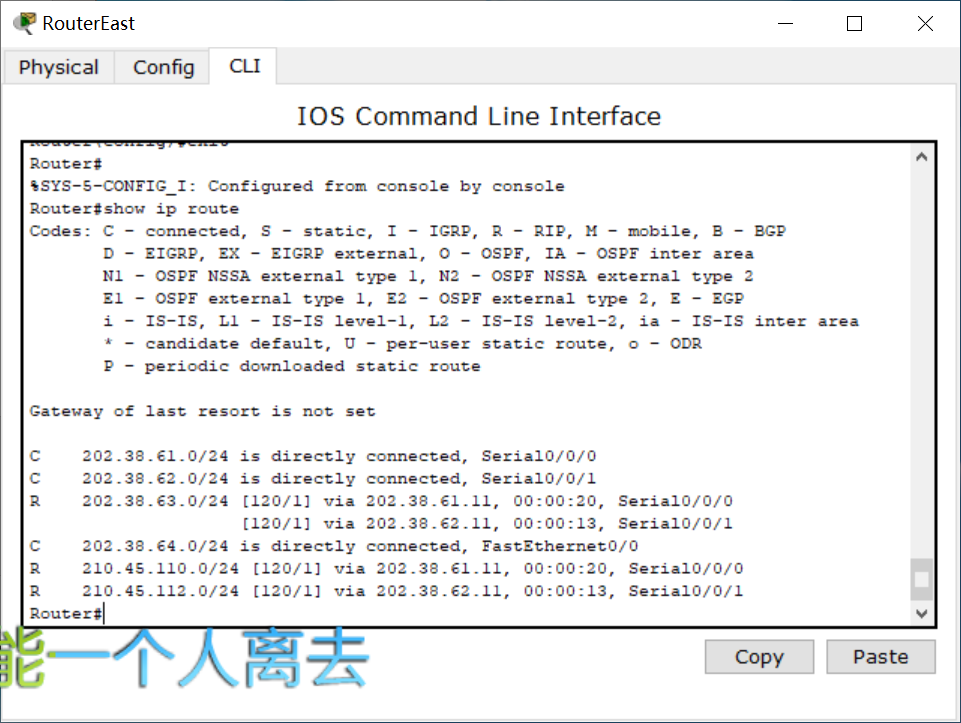 RouterEast
Physical Config CLI
IOS Command Line Interface
Router#
%SYS-5-CONFIG_I: Configured from console by console
Router#show ip route
Codes: C - connected, S - static, I - IGRP, R - RIP, M - mobile, B - BGP
D - EIGRP, EX - EIGRP external, O - OSPF, IA - OSPF inter area
N1 - OSPF NSSA external type 1, N2 - OSPF NSSA external type 2
E1 - OSPF external type 1, E2 - OSPF external type 2, E - EGP
i - IS-IS, L1 - IS-IS level-1, L2 - IS-IS level-2, ia - IS-IS inter area
* - candidate default, U - per-user static route, o - ODR
P - periodic downloaded static route
Gateway of last resort is not set
C 202.38.61.0/24 is directly connected, Serial0/0/0
C 202.38.62.0/24 is directly connected, Serial0/0/1
R 202.38.63.0/24 [120/1] via 202.38.61.11, 00:00:20, Serial0/0/0
[120/1] via 202.38.62.11, 00:00:13, Serial0/0/1
C 202.38.64.0/24 is directly connected, FastEthernet0/0
R 210.45.110.0/24 [120/1] via 202.38.61.11, 00:00:20, Serial0/0/0
R 210.45.112.0/24 [120/1] via 202.38.62.11, 00:00:13, Serial0/0/1
Router#
能一个人离去
Copy Paste